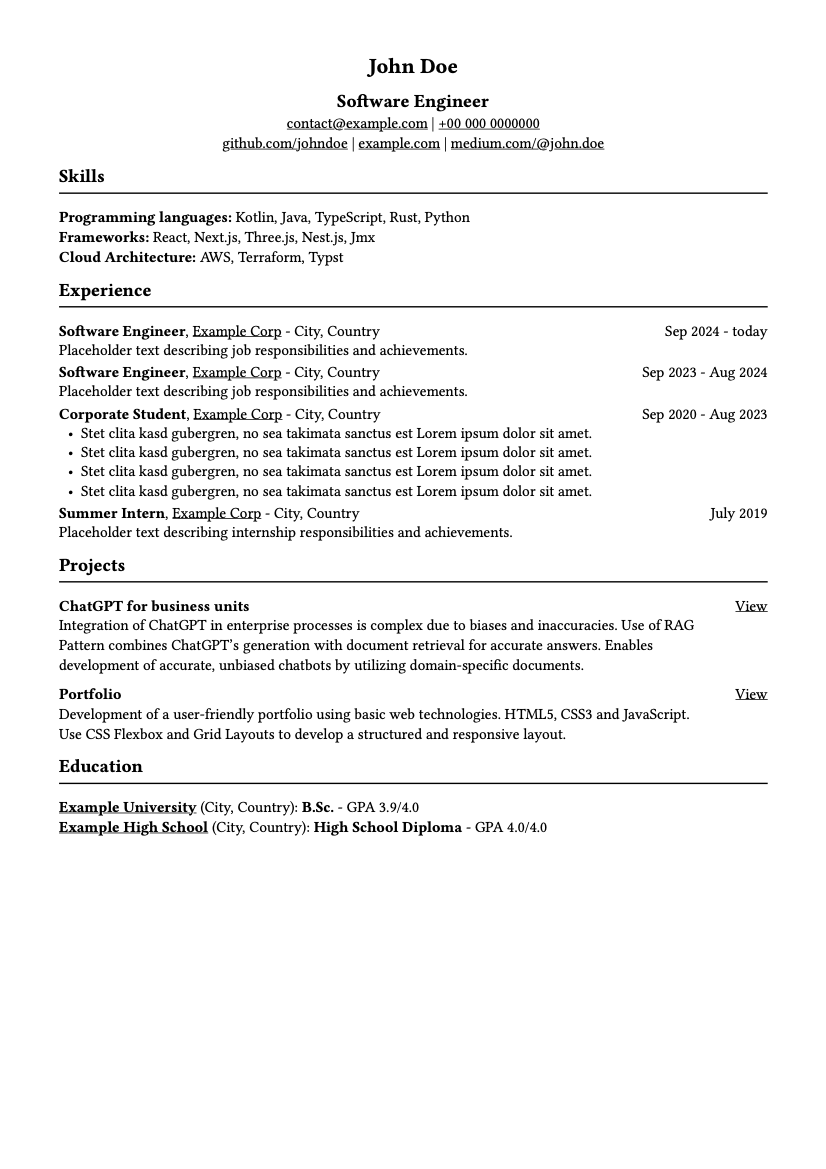 John Doe
Software Engineer
contact@example.com | +00 000 0000000
github.com/johndoe | example.com | medium.com/@john.doe
Skills
Programming languages: Kotlin, Java, TypeScript, Rust, Python
Frameworks: React, Next.js, Three.js, Nest.js, Jmx
Cloud Architecture: AWS, Terraform, Typst
Experience
Software Engineer, Example Corp - City, Country Sep 2024 - today
Placeholder text describing job responsibilities and achievements.
Software Engineer, Example Corp - City, Country Sep 2023 - Aug 2024
Placeholder text describing job responsibilities and achievements.
Corporate Student, Example Corp - City, Country Sep 2020 - Aug 2023
• Stet clita kasd gubergren, no sea takimata sanctus est Lorem ipsum dolor sit amet.
• Stet clita kasd gubergren, no sea takimata sanctus est Lorem ipsum dolor sit amet.
• Stet clita kasd gubergren, no sea takimata sanctus est Lorem ipsum dolor sit amet.
• Stet clita kasd gubergren, no sea takimata sanctus est Lorem ipsum dolor sit amet.
Summer Intern, Example Corp - City, Country July 2019
Placeholder text describing internship responsibilities and achievements.
Projects
ChatGPT for business units View
Integration of ChatGPT in enterprise processes is complex due to biases and inaccuracies. Use of RAG
Pattern combines ChatGPT’s generation with document retrieval for accurate answers. Enables
development of accurate, unbiased chatbots by utilizing domain-specific documents.
Portfolio View
Development of a user-friendly portfolio using basic web technologies. HTML5, CSS3 and JavaScript.
Use CSS Flexbox and Grid Layouts to develop a structured and responsive layout.
Education
Example University (City, Country): B.Sc. - GPA 3.9/4.0
Example High School (City, Country): High School Diploma - GPA 4.0/4.0